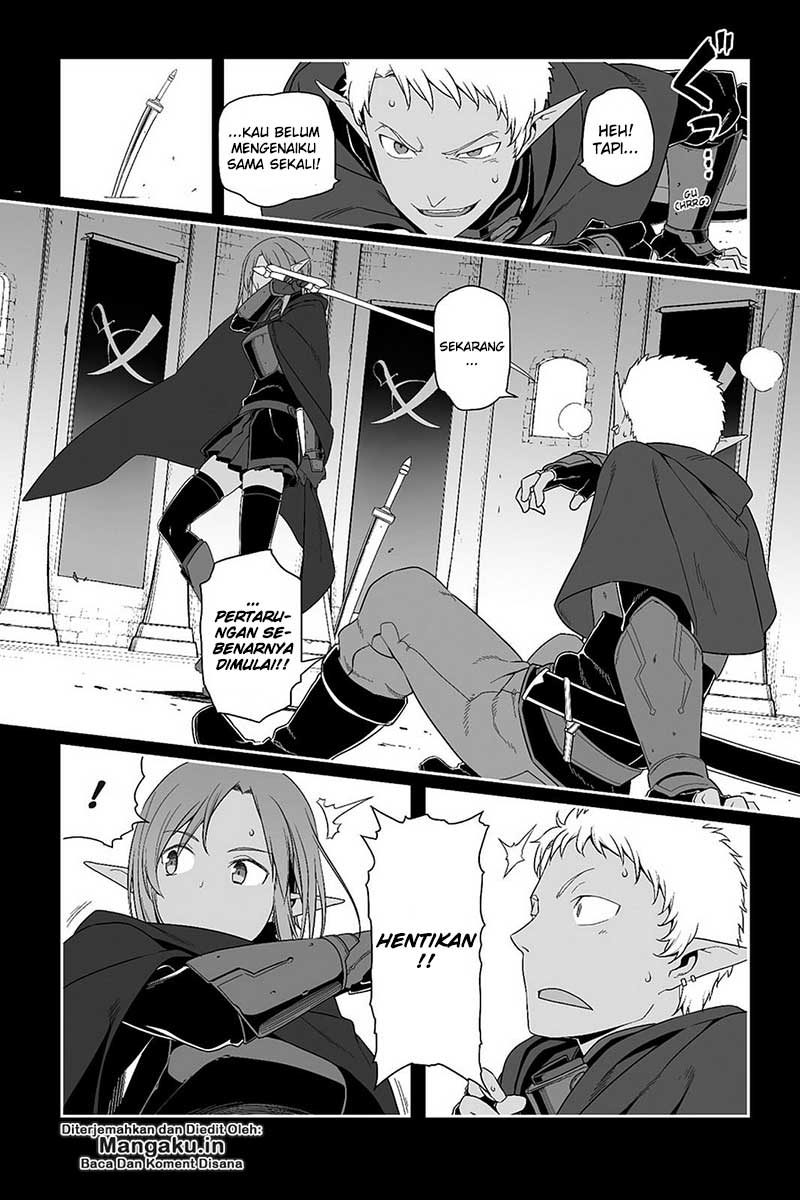 HEH!
TAPI...
...KAU BELUM
MENGENAIKU
SAMA SEKALI!
GU
(HRRG)
SEKARANG
...
...
PERTARU-
NGAN SE-
BENARNYA
DIMULAI!!
!
HENTIKAN
!!
Diterjemahkan dan Diedit Oleh:
Mangaku.in
Baca Dan Koment Disana